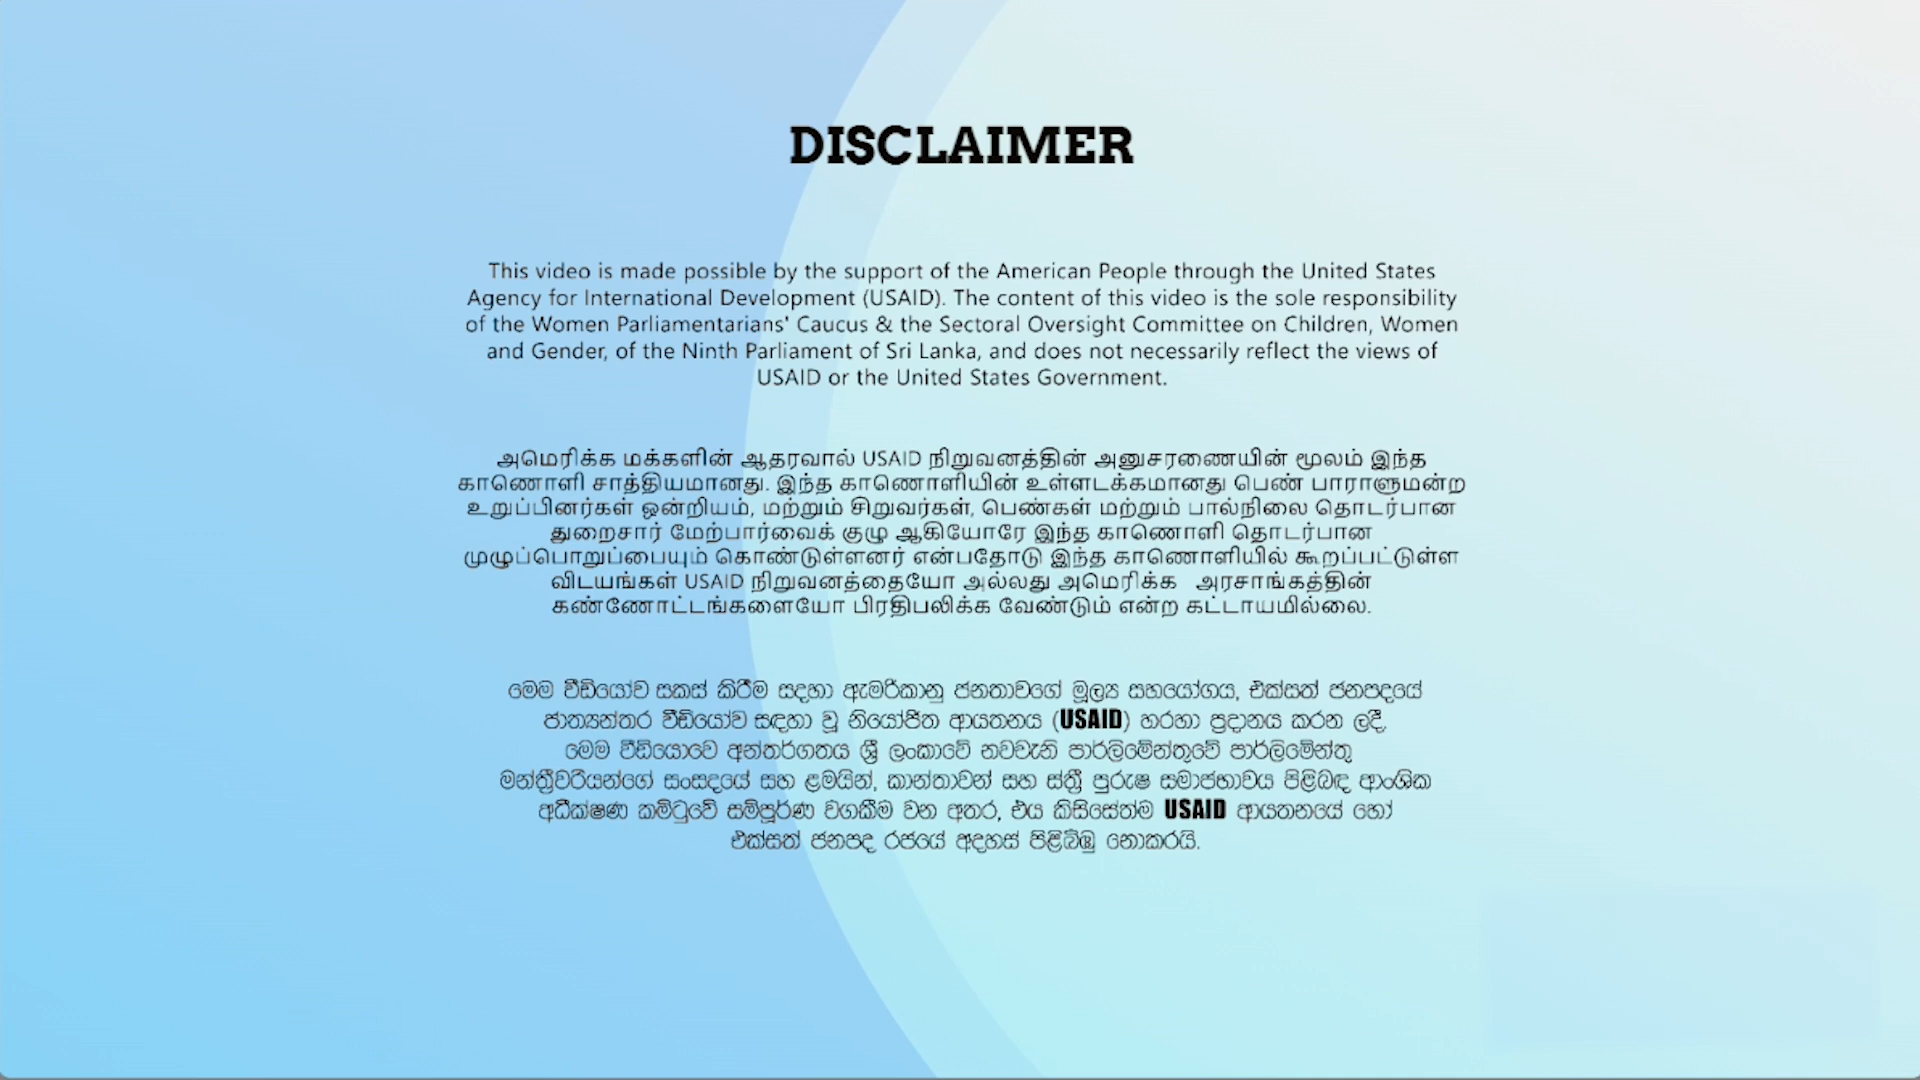 DISCLAIMER
This video is made possible by the support of the American People through the United States
Agency for International Development (USAID). The content of this video is the sole responsibility
of the Women Parliamentarians' Caucus & the Sectoral Oversight Committee on Children, Women
and Gender, of the Ninth Parliament of Sri Lanka, and does not necessarily reflect the views of
USAID or the United States Government.
அமெரிக்க மக்களின் ஆதரவால் USAID நிறுவனத்தின் அனுசரணையின் மூலம் இந்த
காணொளி சாத்தியமானது. இந்த காணொளியின் உள்ளடக்கமானது பெண் பாராளுமன்ற
உறுப்பினர்கள் ஒன்றியம், மற்றும் சிறுவர்கள், பெண்கள் மற்றும் பால்நிலை தொடர்பான
துறைசார் மேற்பார்வைக் குழு ஆகியோரே இந்த காணொளி தொடர்பான
முழுப்பொறுப்பையும் கொண்டுள்ளனர் என்பதோடு இந்த காணொளியில் கூறப்பட்டுள்ள
விடயங்கள் USAID நிறுவனத்தையோ அல்லது அமெரிக்க அரசாங்கத்தின்
கண்ணோட்டங்களையோ பிரதிபலிக்க வேண்டும் என்ற கட்டாயமில்லை.
මෙම වීඩියෝව සකස් කිරීම සදහා ඇමරිකානු ජනතාවගේ මූල්‍ය සහයෝගය, එක්සත් ජනපදයේ
ජාත්‍යන්තර වීඩියෝව සඳහා වූ නියෝජිත ආයතනය (USAID) හරහා ප්‍රදානය කරන ලදී.
මෙම වීඩියොවෙ අන්තර්ගතය ශ්‍රී ලංකාවේ නවවැනි පාර්ලිමේන්තුවේ පාර්ලිමේන්තු
මන්ත්‍රීවරියන්ගේ සංසදයේ සහ ළමයින්, කාන්තාවන් සහ ස්ත්‍රී පුරුෂ සමාජභාවය පිළිබඳ ආංශික
අධීක්ෂණ කමිටුවේ සම්පූර්ණ වගකීම වන අතර, එය කිසිසේත්ම USAID ආයතනයේ හෝ
එක්සත් ජනපද රජයේ අදහස් පිළිබිඹු නොකරයි.